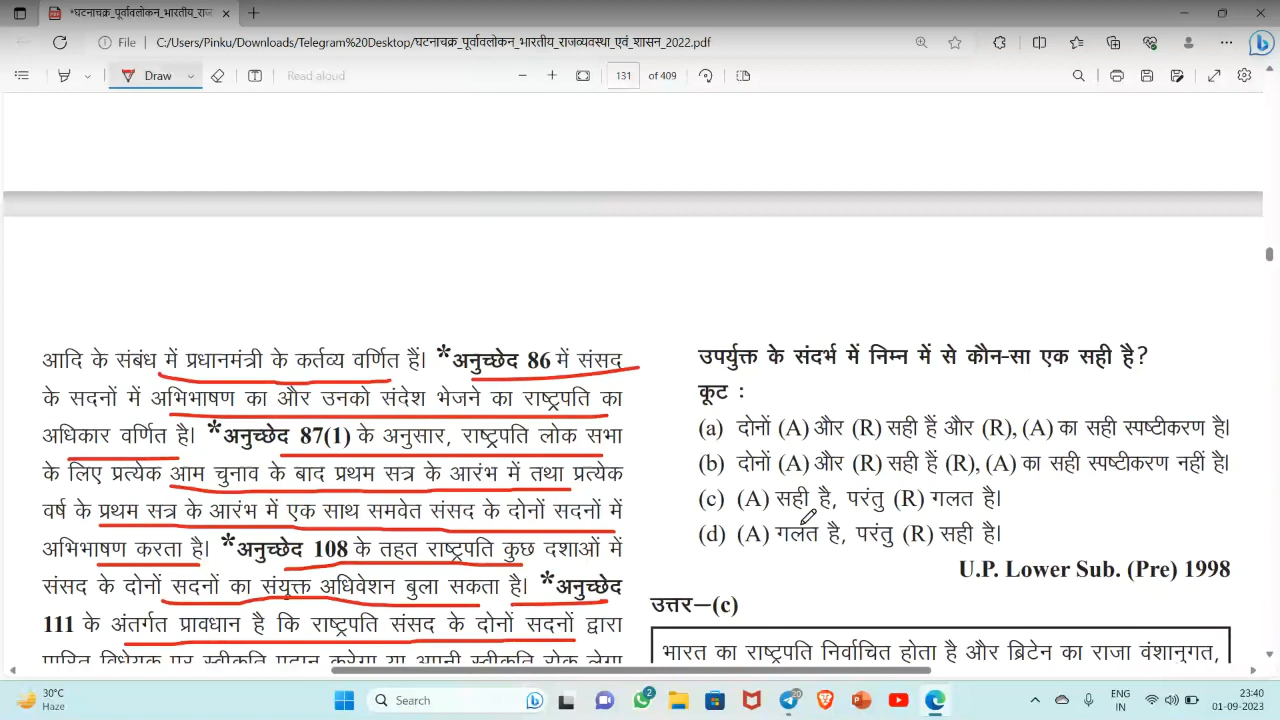 *घटनाचक्र_पूर्वावलोकन_भारतीय_राजः
File
C:/Users/Pinku/Downloads/Telegram%20Desktop/घटनाचक्र_पूर्वावलोकन_भारतीय_राजव्यवस्था_एवं_शासन_2022.pdf
Draw
Read aloud
131 of 409
आदि के संबंध में प्रधानमंत्री के कर्तव्य वर्णित हैं। *अनुच्छेद 86 में संसद
के सदनों में अभिभाषण का और उनको संदेश भेजने का राष्ट्रपति का
अधिकार वर्णित है। *अनुच्छेद 87(1) के अनुसार, राष्ट्रपति लोक सभा
के लिए प्रत्येक आम चुनाव के बाद प्रथम सत्र के आरंभ में तथा प्रत्येक
वर्ष के प्रथम सत्र के आरंभ में एक साथ समवेत संसद के दोनों सदनों में
अभिभाषण करता है। *अनुच्छेद 108 के तहत राष्ट्रपति कुछ दशाओं में
संसद के दोनों सदनों का संयुक्त अधिवेशन बुला सकता है। *अनुच्छेद
111 के अंतर्गत प्रावधान है कि राष्ट्रपति संसद के दोनों सदनों द्वारा
पारित विधेयक पर स्वीकृति प्रदान करेगा या अपनी स्वीकृति रोक लेगा
उपर्युक्त के संदर्भ में निम्न में से कौन-सा एक सही है?
कूट :
(a) दोनों (A) और (R) सही हैं और (R), (A) का सही स्पष्टीकरण है।
(b) दोनों (A) और (R) सही हैं (R), (A) का सही स्पष्टीकरण नहीं है।
(c) (A) सही है, परंतु (R) गलत है।
(d) (A) गलत है, परंतु (R) सही है।
U.P. Lower Sub. (Pre) 1998
उत्तर–(c)
भारत का राष्ट्रपति निर्वाचित होता है और ब्रिटेन का राजा वंशानुगत,
30°C
Haze
Search
2
20
ENG
IN
23:40
01-09-2023